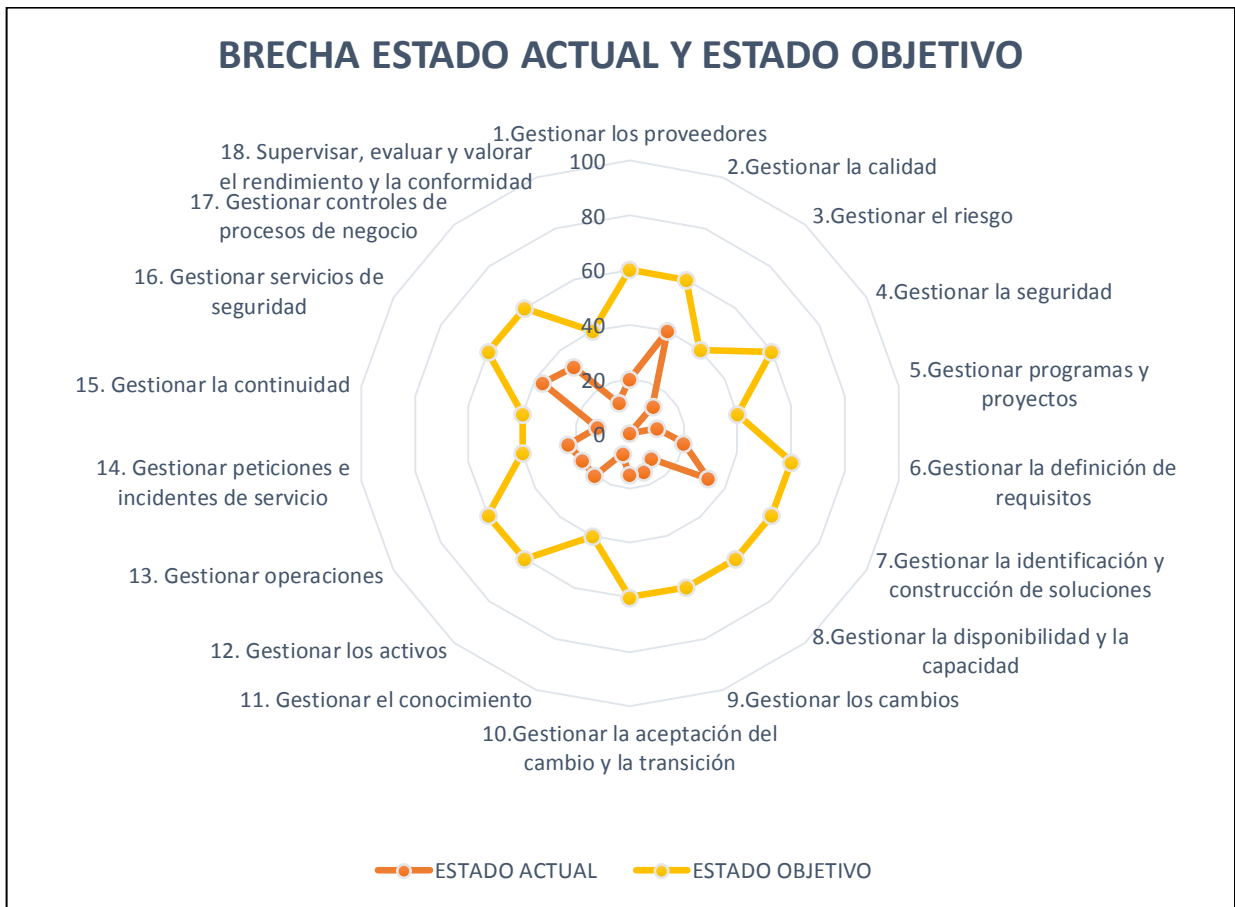 BRECHA ESTADO ACTUAL Y ESTADO OBJETIVO
1.Gestionar los proveedores
2.Gestionar la calidad
3.Gestionar el riesgo
4.Gestionar la seguridad
5.Gestionar programas y
proyectos
6.Gestionar la definición de
requisitos
7.Gestionar la identificación y
construcción de soluciones
8.Gestionar la disponibilidad y la
capacidad
9.Gestionar los cambios
10.Gestionar la aceptación del
cambio y la transición
11. Gestionar el conocimiento
12. Gestionar los activos
13. Gestionar operaciones
14. Gestionar peticiones e
incidentes de servicio
15. Gestionar la continuidad
16. Gestionar servicios de
seguridad
17. Gestionar controles de
procesos de negocio
18. Supervisar, evaluar y valorar
el rendimiento y la conformidad
100
80
60
40
20
0
ESTADO ACTUAL
ESTADO OBJETIVO